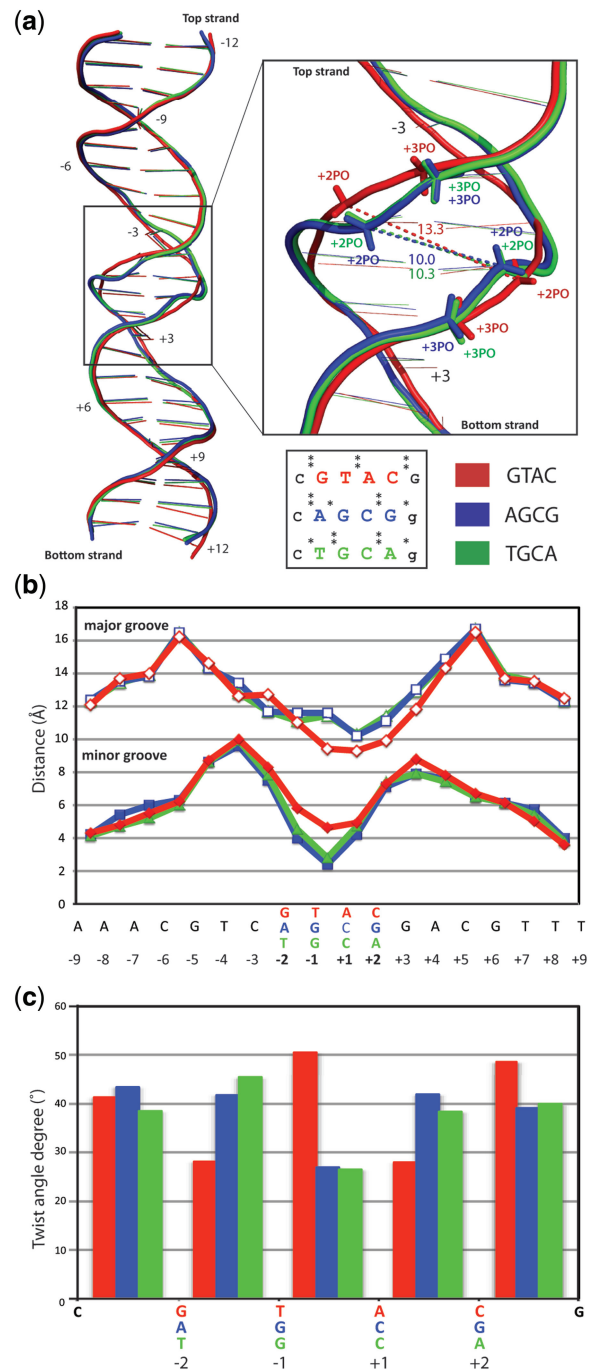 (a)
Top strand
-12
-9
-6
-3
+3
+6
+9
+12
Bottom strand
Top strand
-3
+2PO
+3PO
+3PO
+3PO
+2PO
+2PO
13.3
10.0
10.3
+2PO
+2PO
+2PO
+3PO
+3PO
+3PO
+3
Bottom strand
** ** **
c G T A C g
** * ** *
c A G C G g
* ** ** *
c T G C A g
GTAC
AGCG
TGCA
(b)
18
16
14
12
10
8
6
4
2
0
Distance (Å)
major groove
minor groove
G T A C
A A A C G T C A G C G G A C G T T T
T G C A
-9 -8 -7 -6 -5 -4 -3 -2 -1 +1 +2 +3 +4 +5 +6 +7 +8 +9
(c)
60
50
40
30
20
10
0
Twist angle degree (°)
C G T A C G
A G C G
T G C A
-2 -1 +1 +2